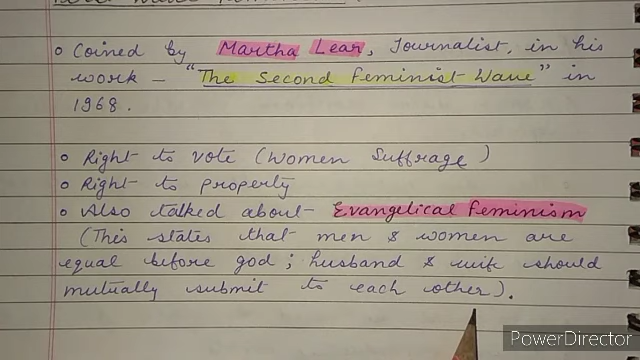 o Coined by Martha Lear, Journalist, in his
work - "The Second Feminist Wave" in
1968.
o Right to vote (Women Suffrage)
o Right to property
o Also talked about- Evangelical feminism
(This states that men & women are
equal before god; husband & wife should
mutually submit to each other).
PowerDirector